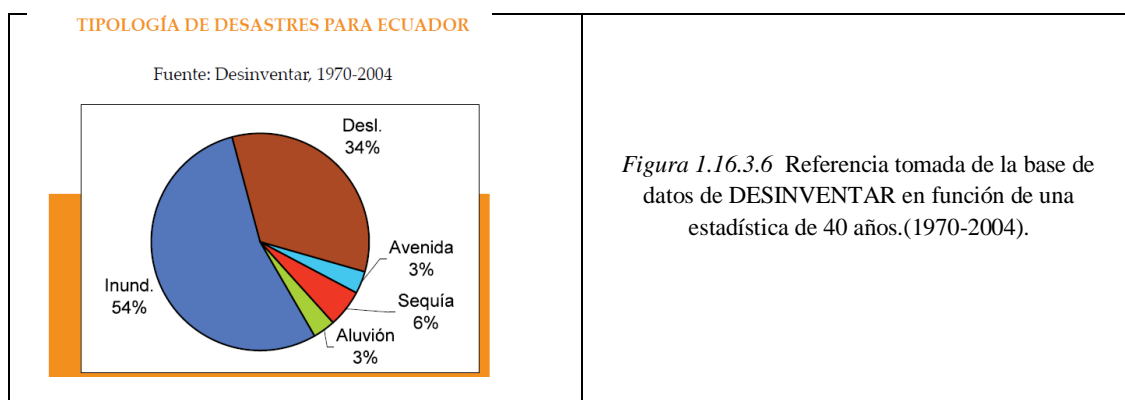 TIPOLOGÍA DE DESASTRES PARA ECUADOR
Fuente: Desinventar, 1970-2004
Desl.
34%
Avenida
3%
Sequía
6%
Aluvión
3%
Inund.
54%
Figura 1.16.3.6 Referencia tomada de la base de
datos de DESINVENTAR en función de una
estadística de 40 años.(1970-2004).